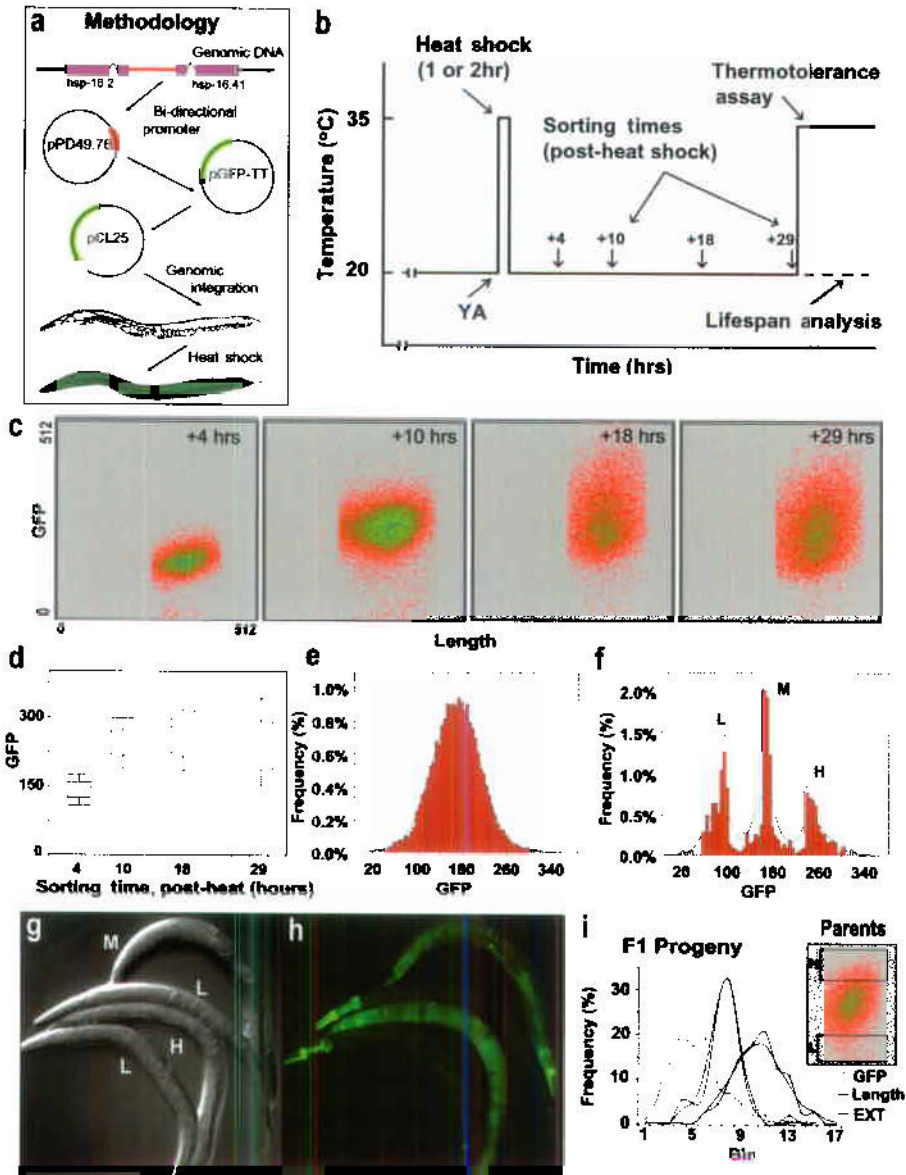 a
Methodology
Genomic DNA
hsp-16.2
hsp-16.41
Bi-directional
promoter
pPD49.78
pGFP-TT
pCL25
Genomic
integration
Heat shock
b
Heat shock
(1 or 2hr)
Thermotolerance
assay
Sorting times
(post-heat shock)
Temperature (°C)
35
20
+4
+10
+18
+29
YA
Lifespan analysis
Time (hrs)
c
+4 hrs
+10 hrs
+18 hrs
+29 hrs
GFP
512
0
0
512
Length
d
GFP
300
150
0
4
10
18
29
Sorting time, post-heat (hours)
e
Frequency (%)
1.0%
0.8%
0.6%
0.4%
0.2%
0.0%
20
100
180
260
340
GFP
f
Frequency (%)
2.0%
1.5%
1.0%
0.5%
0.0%
L
M
H
20
100
180
260
340
GFP
g
M
L
H
L
h
i
F1 Progeny
Parents
Frequency (%)
30
20
10
0
1
5
9
13
17
Bin
GFP
Length
EXT